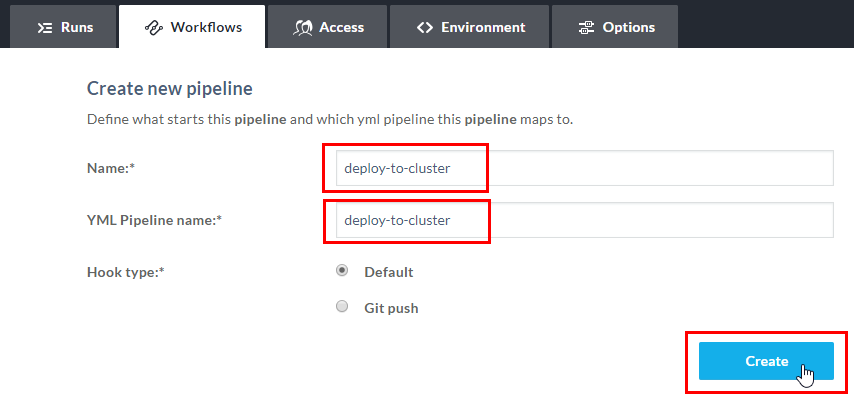 Runs Workflows Access Environment Options
Create new pipeline
Define what starts this pipeline and which yml pipeline this pipeline maps to.
Name:* deploy-to-cluster
YML Pipeline name:* deploy-to-cluster
Hook type:* Default
Git push
Create